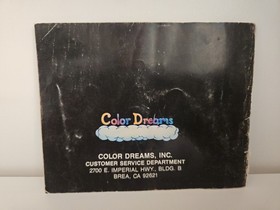 Color Dreams
COLOR DREAMS, INC.
CUSTOMER SERVICE DEPARTMENT
2700 E. IMPERIAL HWY., BLDG. B
BREA, CA 92621